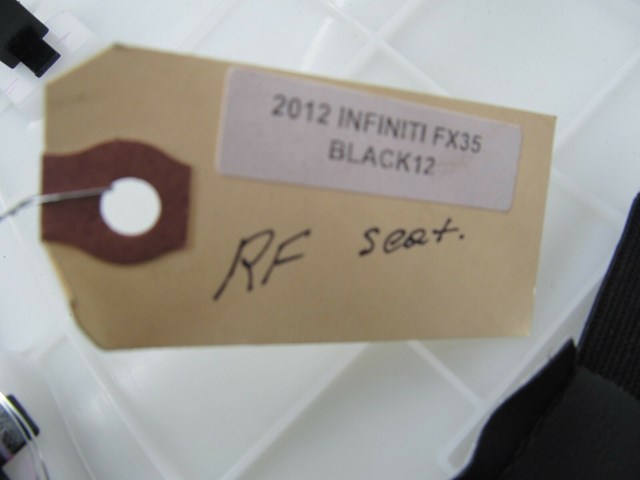 2012 INFINITI FX35
BLACK12
RF seat.